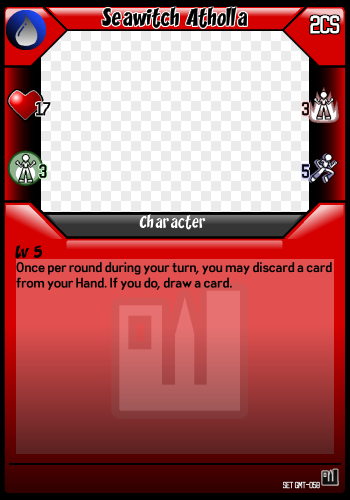 Seawitch Atholla
2CS
17
3
3
5
Character
Lv 5
Once per round during your turn, you may discard a card
from your Hand. If you do, draw a card.
SET GMT-058